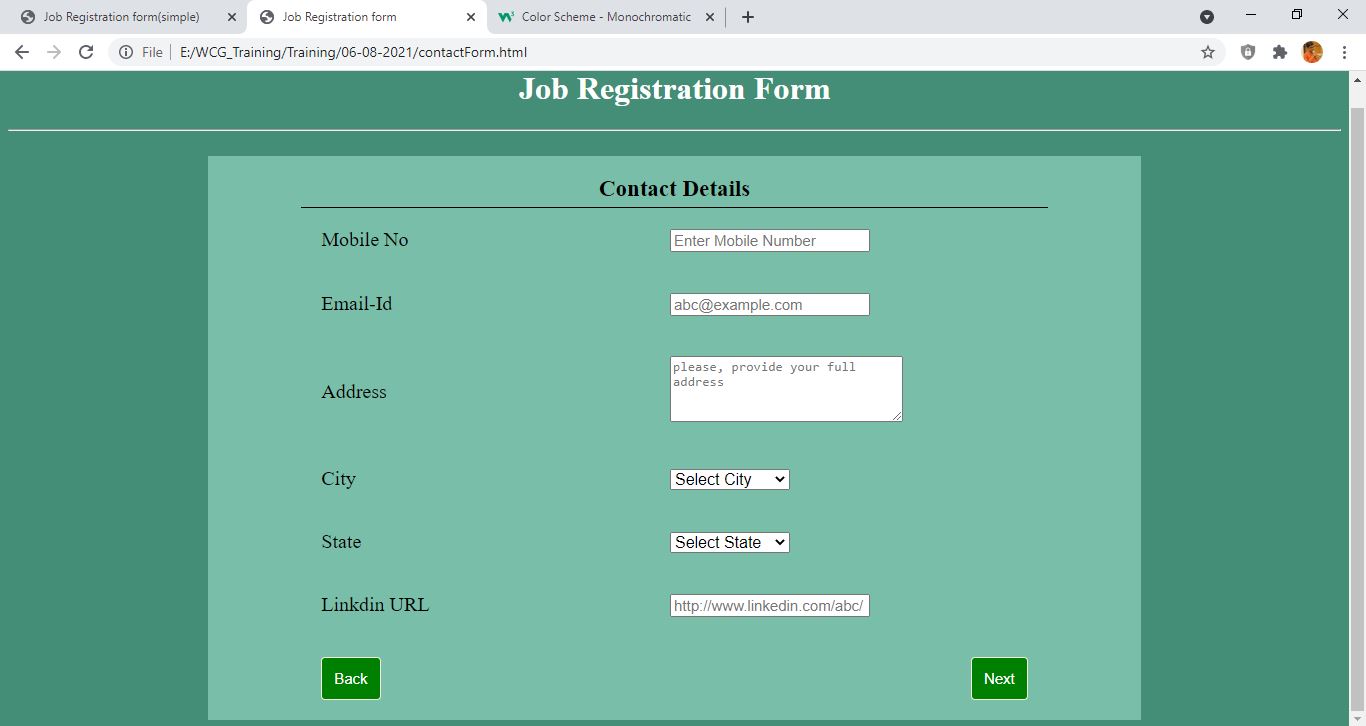 Job Registration form(simple)
Job Registration form
Color Scheme - Monochromatic
File
E:/WCG_Training/Training/06-08-2021/contactForm.html
Job Registration Form
Contact Details
Mobile No
Enter Mobile Number
Email-Id
abc@example.com
Address
please, provide your full
address
City
Select City
State
Select State
Linkdin URL
http://www.linkedin.com/abc/
Back
Next